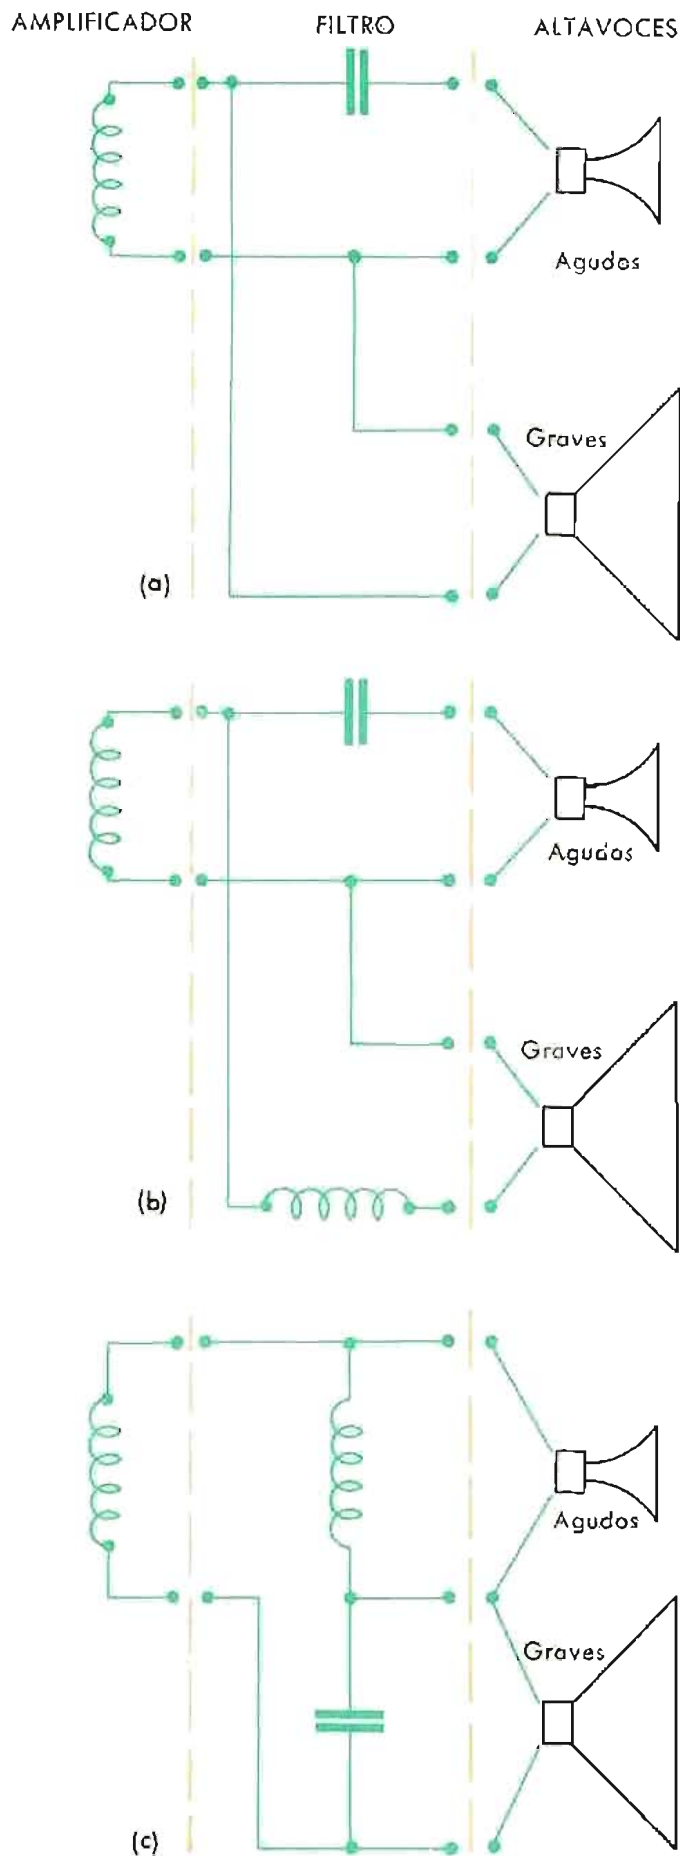 AMPLIFICADOR FILTRO ALTAVOCES
Agudos
Graves
(a)
Agudos
Graves
(b)
Agudos
Graves
(c)